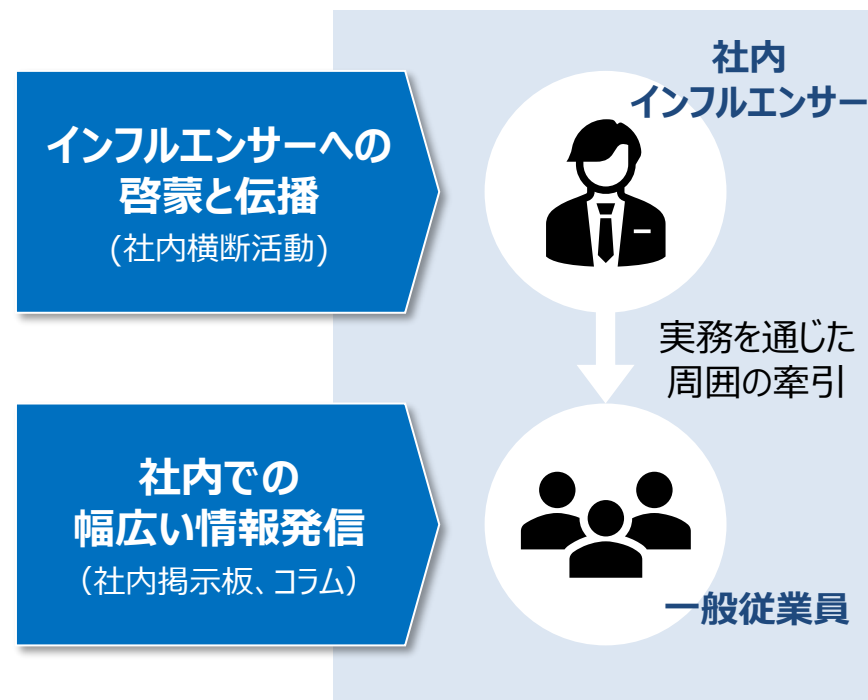 社内
インフルエンサー
インフルエンサーへの
啓蒙と伝播
(社内横断活動)
実務を通じた
周囲の牽引
社内での
幅広い情報発信
（社内掲示板、コラム）
一般従業員